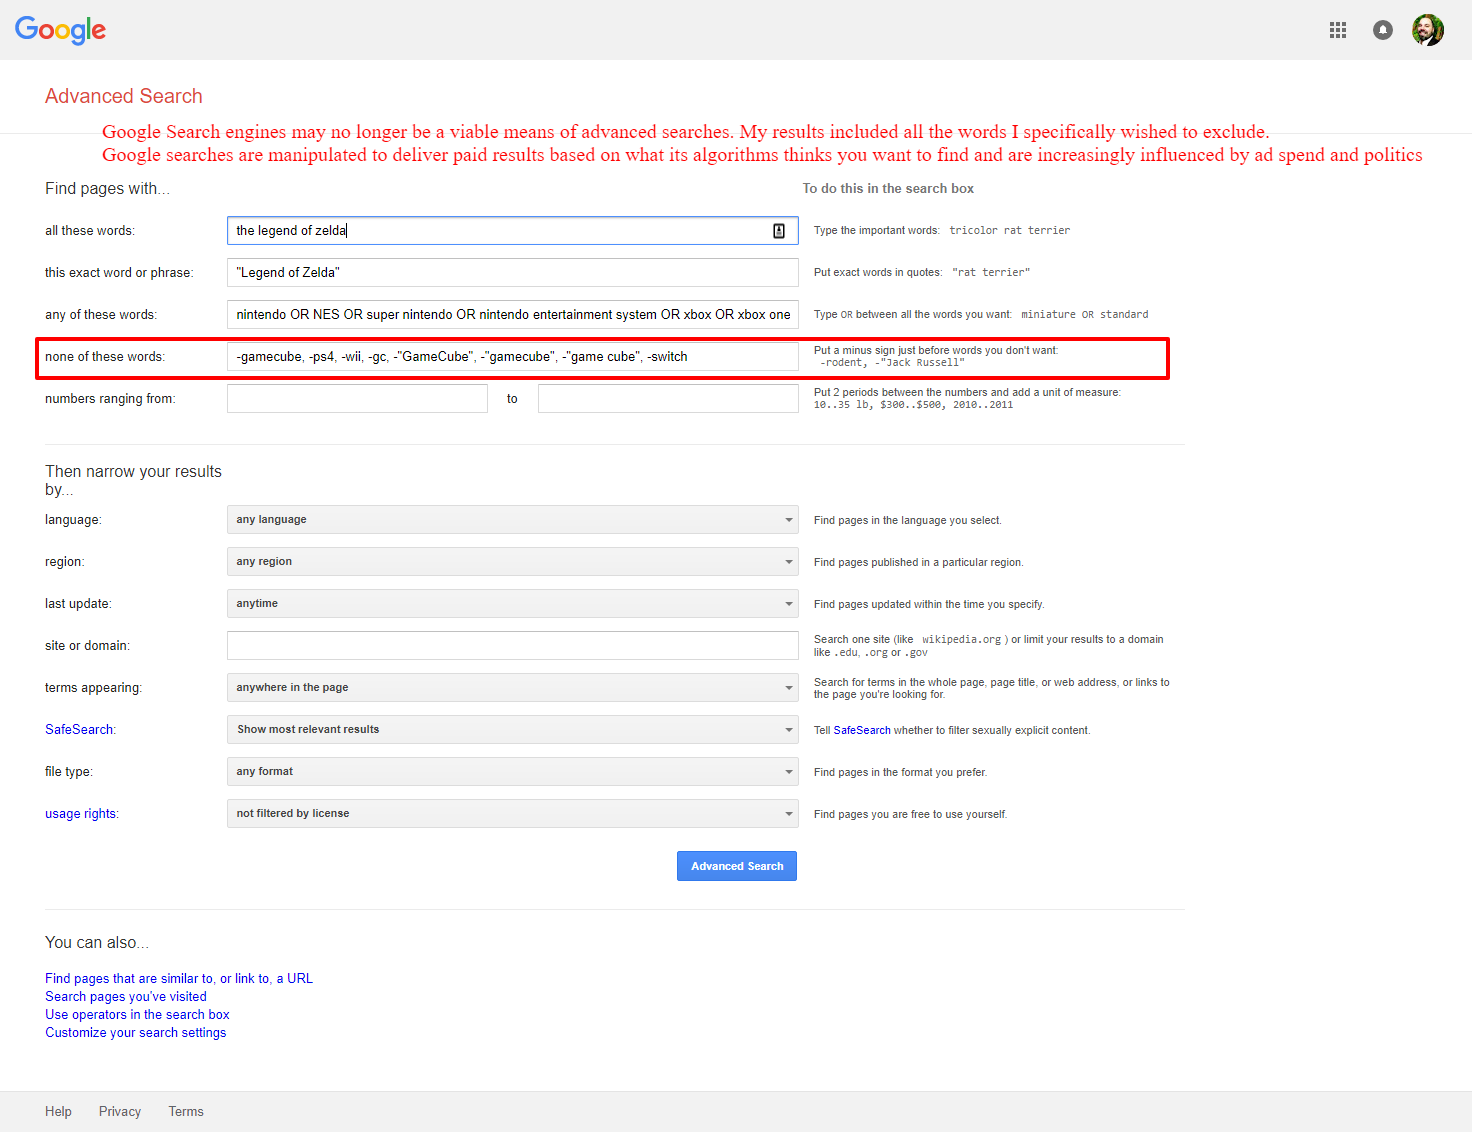 Google
Advanced Search
Google Search engines may no longer be a viable means of advanced searches. My results included all the words I specifically wished to exclude.
Google searches are manipulated to deliver paid results based on what its algorithms thinks you want to find and are increasingly influenced by ad spend and politics
Find pages with...
To do this in the search box
all these words:
the legend of zelda
Type the important words: tricolor rat terrier
this exact word or phrase:
"Legend of Zelda"
Put exact words in quotes: "rat terrier"
any of these words:
nintendo OR NES OR super nintendo OR nintendo entertainment system OR xbox OR xbox one
Type OR between all the words you want: miniature OR standard
none of these words:
-gamecube, -ps4, -wii, -gc, -"GameCube", -"gamecube", -"game cube", -switch
Put a minus sign just before words you don't want:
-rodent, -"Jack Russell"
numbers ranging from:
to
Put 2 periods between the numbers and add a unit of measure:
10..35 lb, $300..$500, 2010..2011
Then narrow your results
by...
language:
any language
Find pages in the language you select.
region:
any region
Find pages published in a particular region.
last update:
anytime
Find pages updated within the time you specify.
site or domain:
Search one site (like wikipedia.org ) or limit your results to a domain
like .edu, .org or .gov
terms appearing:
anywhere in the page
Search for terms in the whole page, page title, or web address, or links to
the page you're looking for.
SafeSearch:
Show most relevant results
Tell SafeSearch whether to filter sexually explicit content.
file type:
any format
Find pages in the format you prefer.
usage rights:
not filtered by license
Find pages you are free to use yourself.
Advanced Search
You can also...
Find pages that are similar to, or link to, a URL
Search pages you've visited
Use operators in the search box
Customize your search settings
Help Privacy Terms